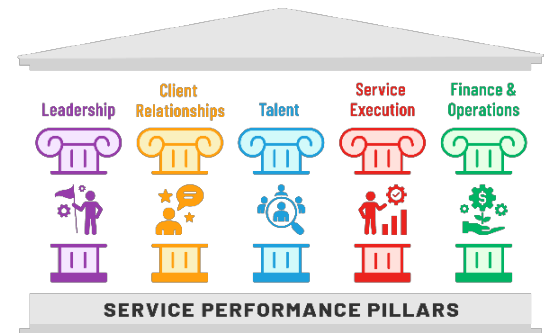 Leadership
Client
Relationships
Talent
Service
Execution
Finance &
Operations
$
SERVICE PERFORMANCE PILLARS